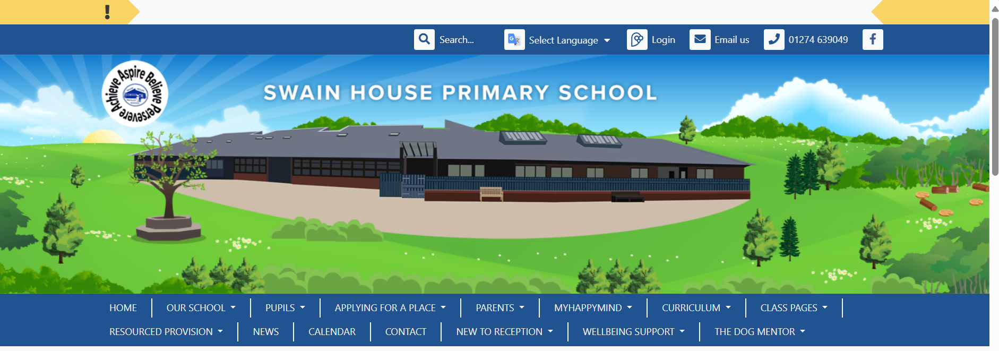 !
Search...
Select Language
Login
Email us
01274 639049
Achieve Aspire Believe Persevere
SWAIN HOUSE PRIMARY SCHOOL
HOME
OUR SCHOOL
PUPILS
APPLYING FOR A PLACE
PARENTS
MYHAPPYMIND
CURRICULUM
CLASS PAGES
RESOURCED PROVISION
NEWS
CALENDAR
CONTACT
NEW TO RECEPTION
WELLBEING SUPPORT
THE DOG MENTOR